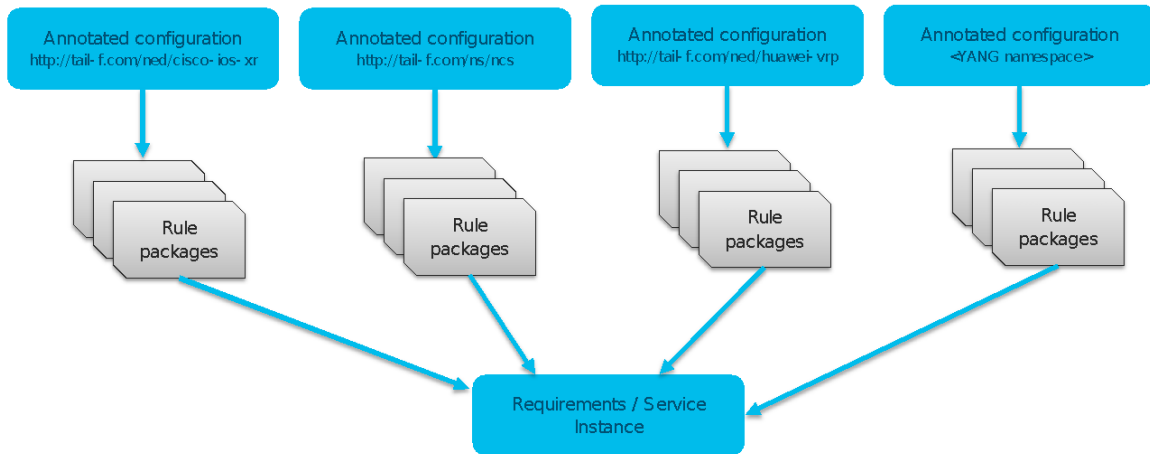 Annotated configuration
http://tail-f.com/ned/cisco-ios-xr
Annotated configuration
http://tail-f.com/ns/ncs
Annotated configuration
http://tail-f.com/ned/huawei-vrp
Annotated configuration
<YANG namespace>
Rule
packages
Rule
packages
Rule
packages
Rule
packages
Requirements / Service
Instance